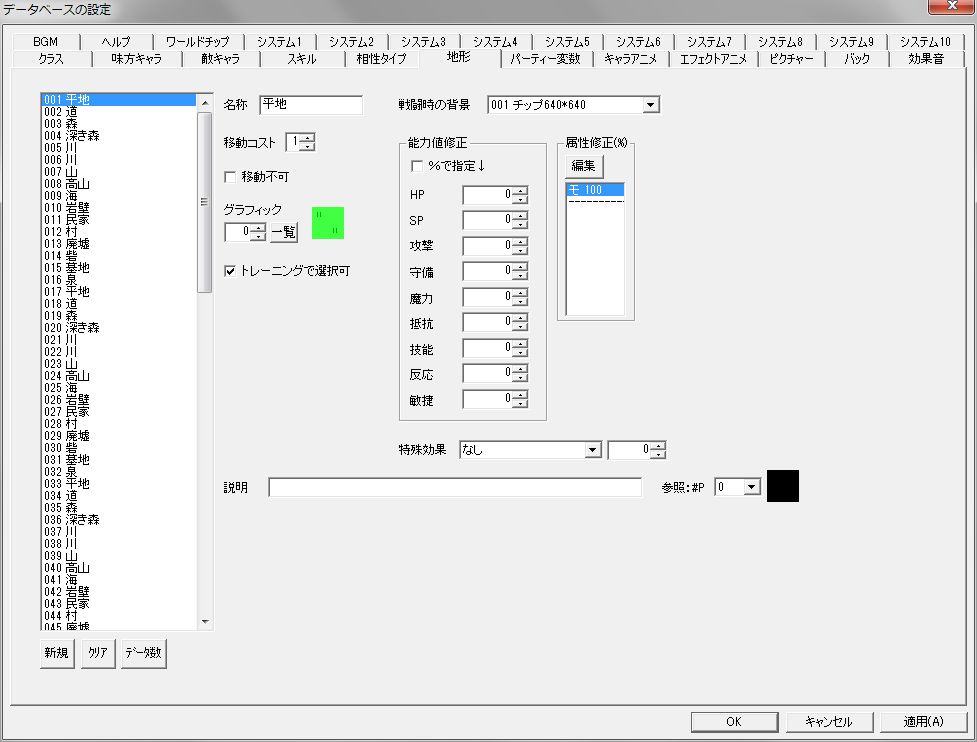 データベースの設定
BGM ヘルプ ワールドチップ システム1 システム2 システム3 システム4 システム5 システム6 システム7 システム8 システム9 システム10
クラス 味方キャラ 敵キャラ スキル 相性タイプ 地形 パーティー変数 キャラアニメ エフェクトアニメ ピクチャー バック 効果音
001 平地
002 道
003 森
004 深き森
005 川
006 川
007 山
008 高山
009 海
010 岩壁
011 民家
012 村
013 廃墟
014 砦
015 墓地
016 泉
017 平地
018 道
019 森
020 深き森
021 川
022 川
023 山
024 高山
025 海
026 岩壁
027 民家
028 村
029 廃墟
030 砦
031 墓地
032 泉
033 平地
034 道
035 森
036 深き森
037 川
038 川
039 山
040 高山
041 海
042 岩壁
043 民家
044 村
045 廃墟
新規 クリア データ数
名称 平地
移動コスト 1
移動不可
グラフィック
0 一覧
トレーニングで選択可
戦闘時の背景 001 チップ640*640
能力値修正
%で指定↓
HP 0
SP 0
攻撃 0
守備 0
魔力 0
抵抗 0
技能 0
反応 0
敏捷 0
属性修正(%)
編集
モ 100
特殊効果 なし 0
説明
参照:#P 0
OK キャンセル 適用(A)